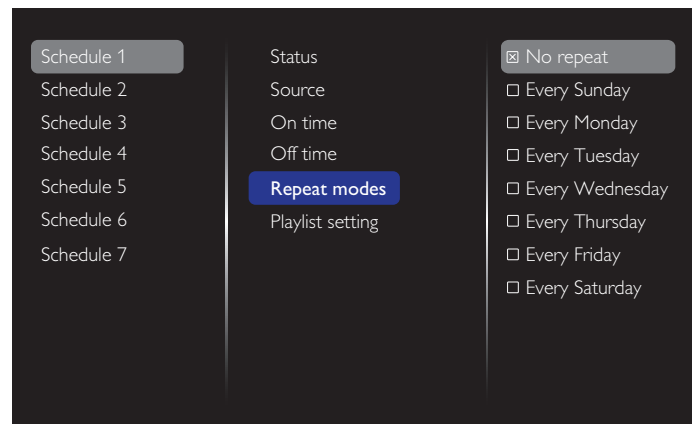 Schedule 1
Schedule 2
Schedule 3
Schedule 4
Schedule 5
Schedule 6
Schedule 7
Status
Source
On time
Off time
Repeat modes
Playlist setting
☒ No repeat
☐ Every Sunday
☐ Every Monday
☐ Every Tuesday
☐ Every Wednesday
☐ Every Thursday
☐ Every Friday
☐ Every Saturday